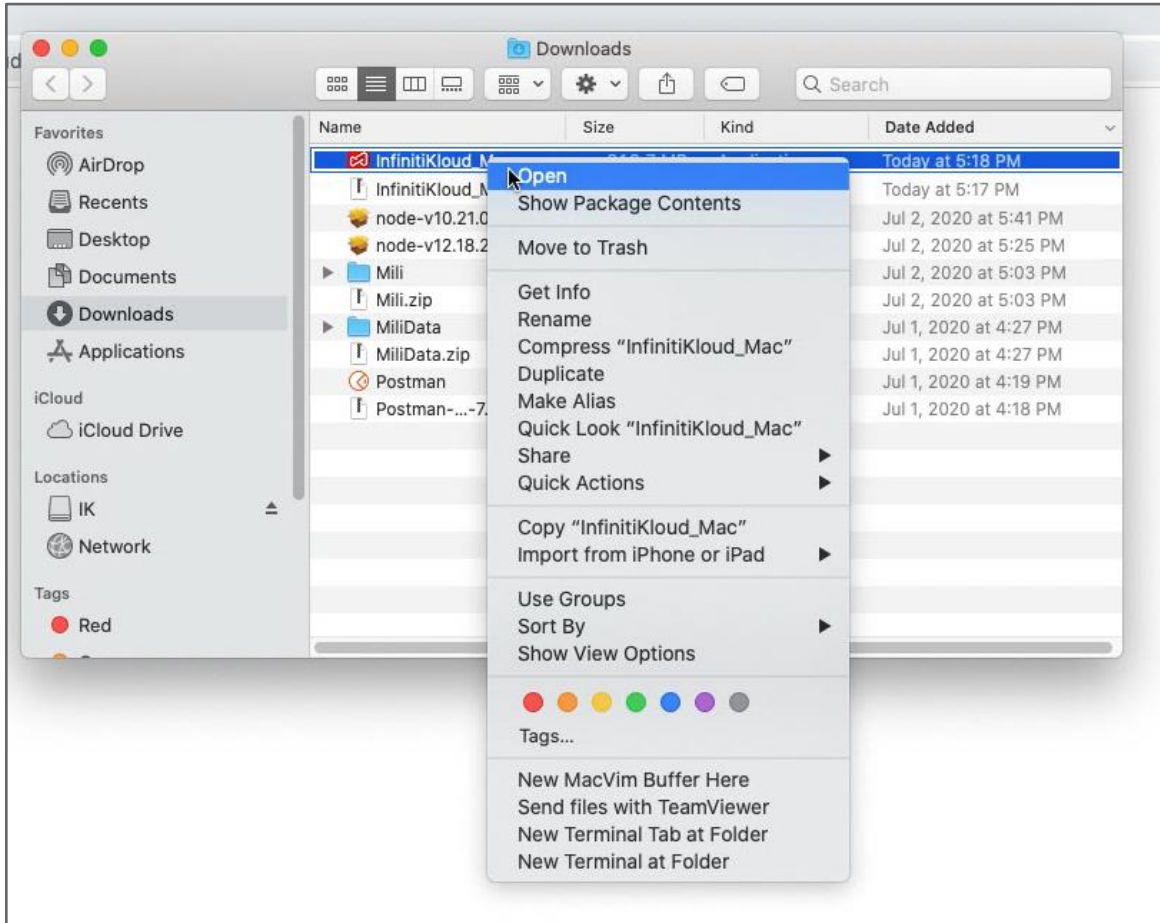 Downloads
Search
Favorites
AirDrop
Recents
Desktop
Documents
Downloads
Applications
iCloud
iCloud Drive
Locations
IK
Network
Tags
Red
Name Size Kind Date Added
InfinitiKloud_M Today at 5:18 PM
InfinitiKloud_M Today at 5:17 PM
node-v10.21.0 Jul 2, 2020 at 5:41 PM
node-v12.18.2 Jul 2, 2020 at 5:25 PM
Mili Jul 2, 2020 at 5:03 PM
Mili.zip Jul 2, 2020 at 5:03 PM
MiliData Jul 1, 2020 at 4:27 PM
MiliData.zip Jul 1, 2020 at 4:27 PM
Postman Jul 1, 2020 at 4:19 PM
Postman-...-7. Jul 1, 2020 at 4:18 PM
Open
Show Package Contents
Move to Trash
Get Info
Rename
Compress “InfinitiKloud_Mac”
Duplicate
Make Alias
Quick Look “InfinitiKloud_Mac”
Share
Quick Actions
Copy “InfinitiKloud_Mac”
Import from iPhone or iPad
Use Groups
Sort By
Show View Options
Tags...
New MacVim Buffer Here
Send files with TeamViewer
New Terminal Tab at Folder
New Terminal at Folder